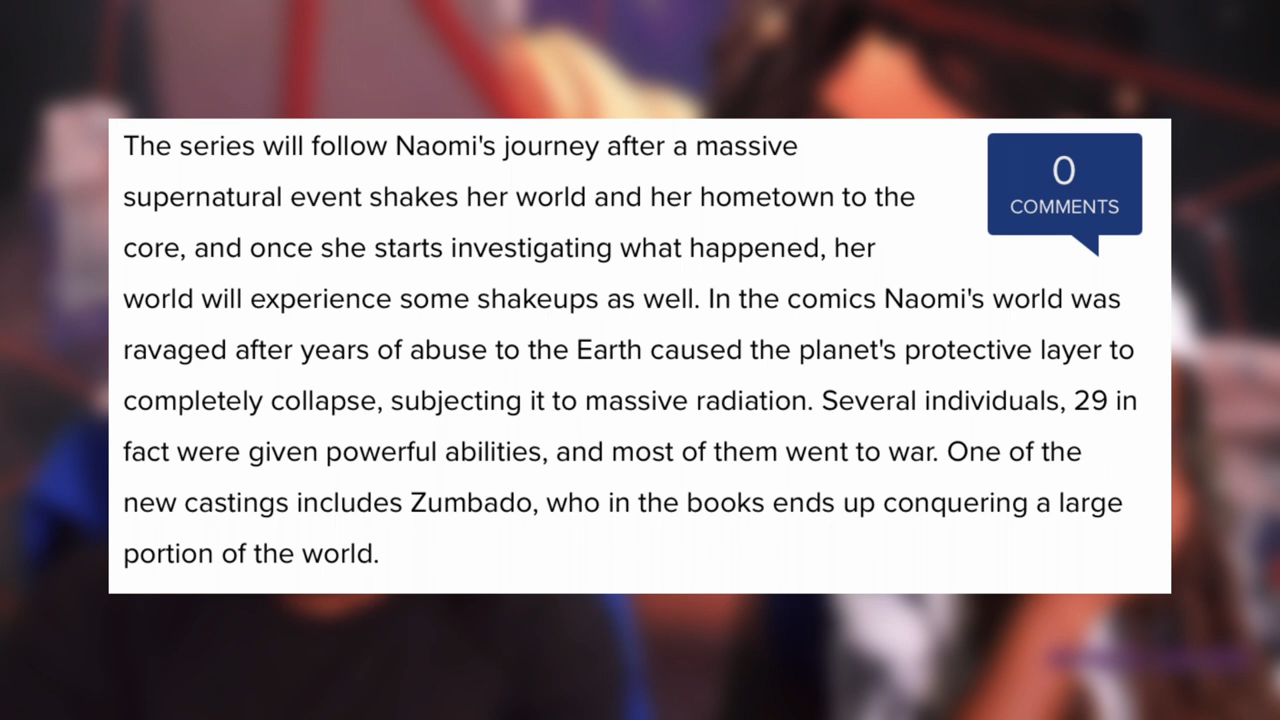 The series will follow Naomi's journey after a massive
supernatural event shakes her world and her hometown to the
core, and once she starts investigating what happened, her
world will experience some shakeups as well. In the comics Naomi's world was
ravaged after years of abuse to the Earth caused the planet's protective layer to
completely collapse, subjecting it to massive radiation. Several individuals, 29 in
fact were given powerful abilities, and most of them went to war. One of the
new castings includes Zumbado, who in the books ends up conquering a large
portion of the world.
0
COMMENTS